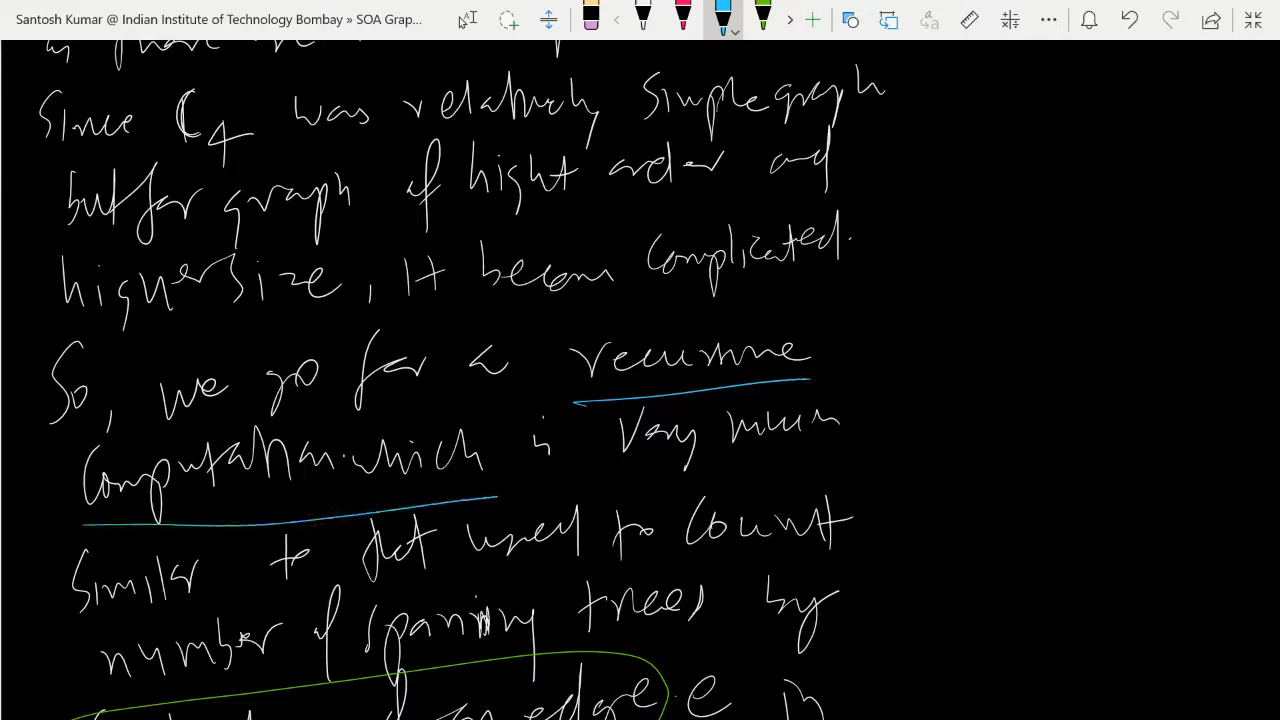 Santosh Kumar @ Indian Institute of Technology Bombay » SOA Grap...
Since C4 was relatively simple graph
but for graph of hight order and
higher size, it become complicated.
So, we go for a recursive
Computation which is very much
Similar to that used to count
number of spanning trees by
edge e